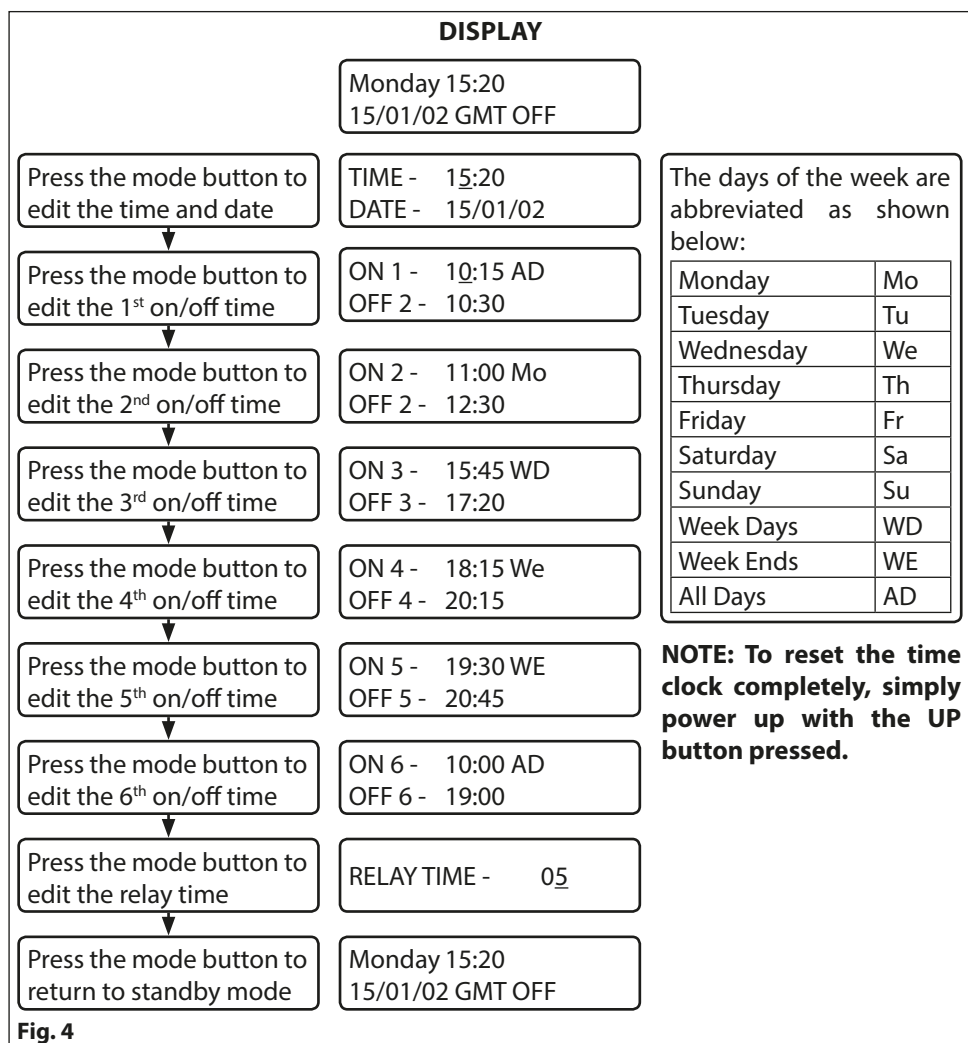 DISPLAY
Monday 15:20
15/01/02 GMT OFF
Press the mode button to
edit the time and date
TIME - 15:20
DATE - 15/01/02
Press the mode button to
edit the 1st on/off time
ON 1 - 10:15 AD
OFF 2 - 10:30
Press the mode button to
edit the 2nd on/off time
ON 2 - 11:00 Mo
OFF 2 - 12:30
Press the mode button to
edit the 3rd on/off time
ON 3 - 15:45 WD
OFF 3 - 17:20
Press the mode button to
edit the 4th on/off time
ON 4 - 18:15 We
OFF 4 - 20:15
Press the mode button to
edit the 5th on/off time
ON 5 - 19:30 WE
OFF 5 - 20:45
Press the mode button to
edit the 6th on/off time
ON 6 - 10:00 AD
OFF 6 - 19:00
Press the mode button to
edit the relay time
RELAY TIME - 05
Press the mode button to
return to standby mode
Monday 15:20
15/01/02 GMT OFF
The days of the week are
abbreviated as shown
below:
Monday Mo
Tuesday Tu
Wednesday We
Thursday Th
Friday Fr
Saturday Sa
Sunday Su
Week Days WD
Week Ends WE
All Days AD
NOTE: To reset the time
clock completely, simply
power up with the UP
button pressed.
Fig. 4